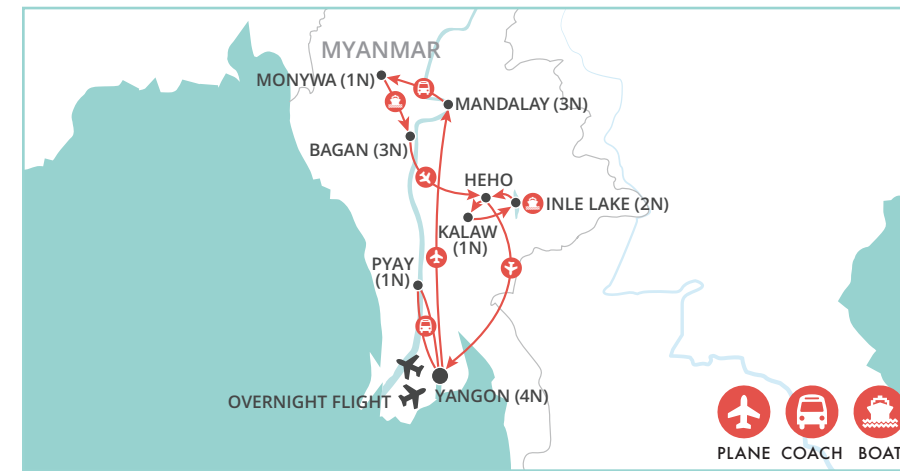 MYANMAR
MONYWA (1N)
MANDALAY (3N)
BAGAN (3N)
HEHO
INLE LAKE (2N)
KALAW
(1N)
PYAY
(1N)
OVERNIGHT FLIGHT
YANGON (4N)
PLANE COACH BOAT